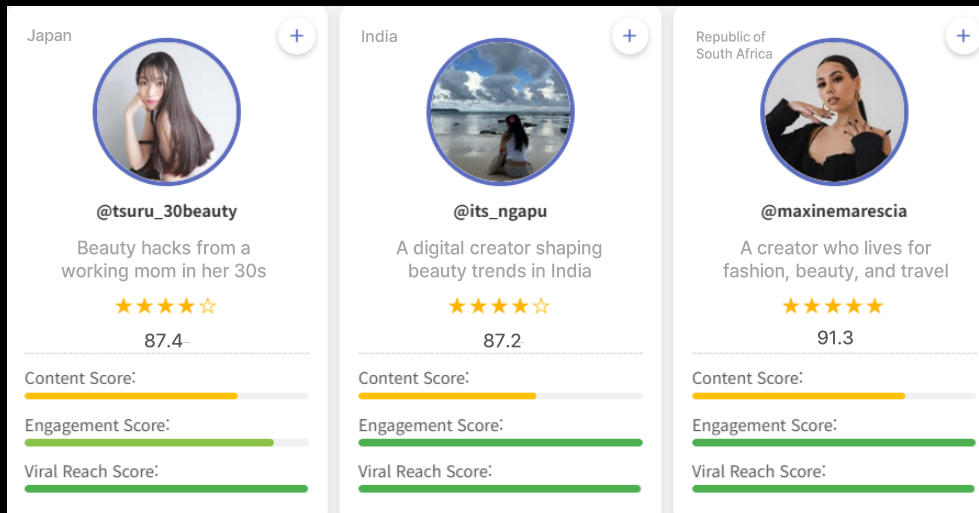 Japan
+
@tsuru_30beauty
Beauty hacks from a
working mom in her 30s
★★★★☆
87.4
Content Score:
Engagement Score:
Viral Reach Score:
India
+
@its_ngapu
A digital creator shaping
beauty trends in India
★★★★☆
87.2
Content Score:
Engagement Score:
Viral Reach Score:
Republic of
South Africa
+
@maxinemarescia
A creator who lives for
fashion, beauty, and travel
★★★★★
91.3
Content Score:
Engagement Score:
Viral Reach Score: